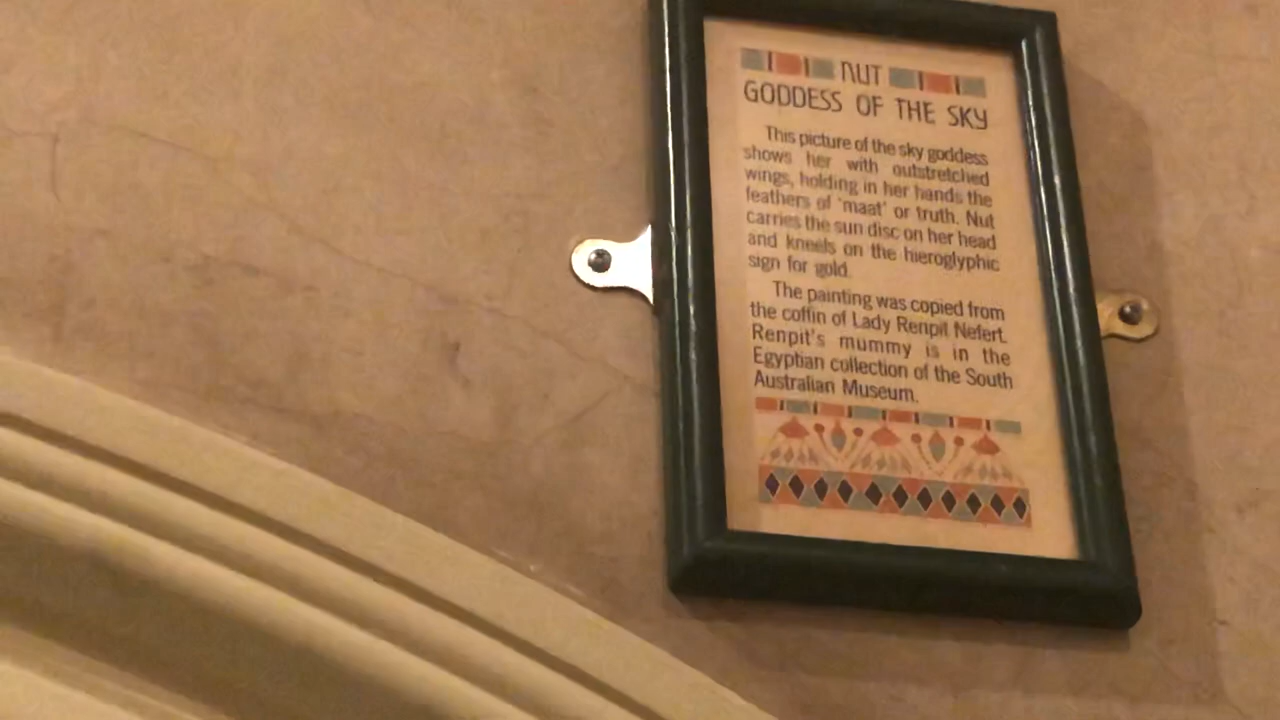 NUT
GODDESS OF THE SKY
This picture of the sky goddess
shows her with outstretched
wings, holding in her hands the
feathers of 'maat' or truth. Nut
carries the sun disc on her head
and kneels on the hieroglyphic
sign for gold.
The painting was copied from
the coffin of Lady Renpit Nefert.
Renpit's mummy is in the
Egyptian collection of the South
Australian Museum.